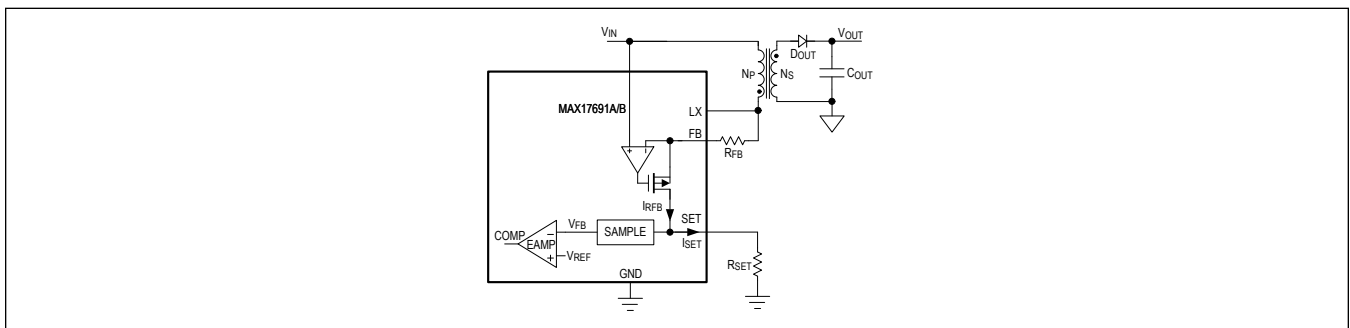 VIN
VOUT
DOUT
NP
NS
COUT
MAX17691A/B
LX
FB
RFB
+
−
IRFB
SET
VFB
SAMPLE
ISET
COMP
−
EAMP
+
VREF
RSET
GND